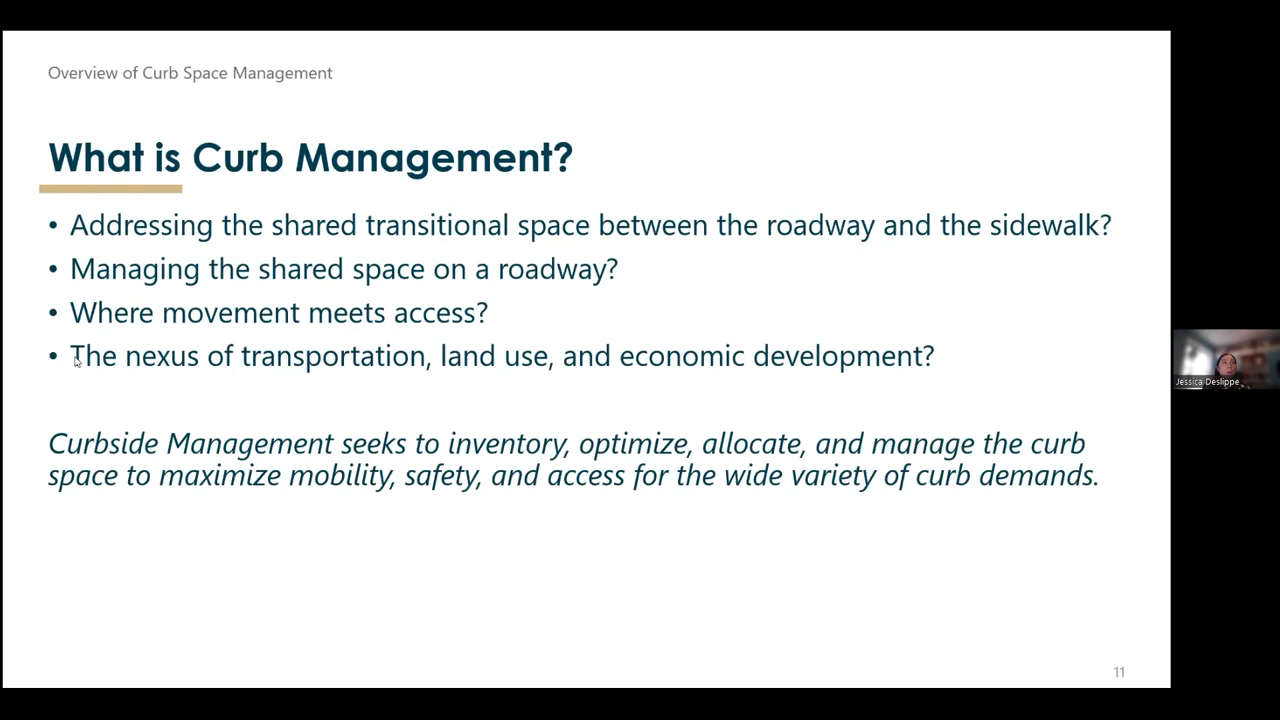 Overview of Curb Space Management
What is Curb Management?
• Addressing the shared transitional space between the roadway and the sidewalk?
• Managing the shared space on a roadway?
• Where movement meets access?
• The nexus of transportation, land use, and economic development?
Curbside Management seeks to inventory, optimize, allocate, and manage the curb
space to maximize mobility, safety, and access for the wide variety of curb demands.
Jessica Deslippe
11